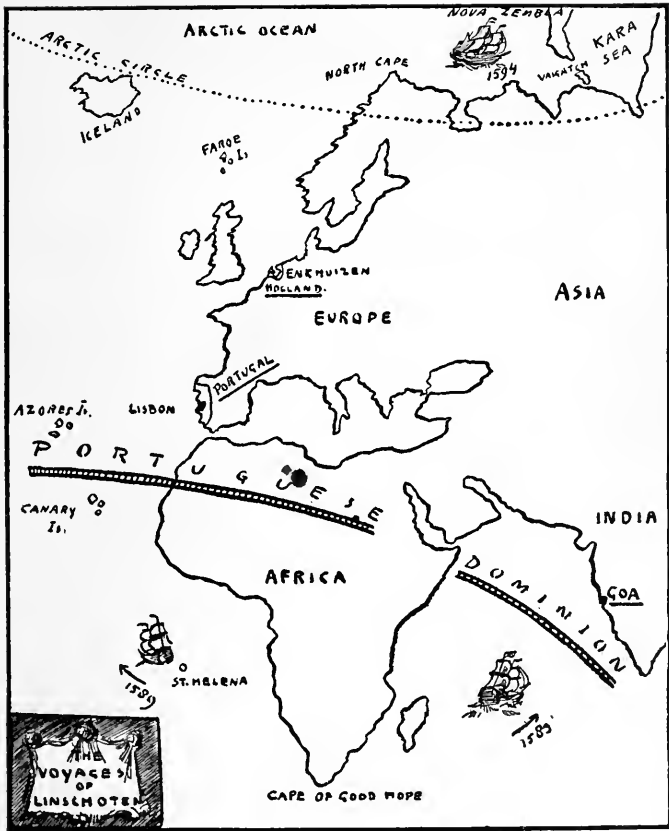 ARCTIC OCEAN
NOVA ZEMBLA
KARA
SEA
VAIGATCH
1594
NORTH CAPE
ARCTIC CIRCLE
ICELAND
FAROE
Is.
ENKHUIZEN
HOLLAND.
ASIA
EUROPE
PORTUGAL
LISBON
AZORES Is.
PORTUGUESE
CANARY
Is.
INDIA
AFRICA
DOMINION
GOA
ST. HELENA
1589
THE
VOYAGES
OF
LINSCHOTEN
CAPE OF GOOD HOPE